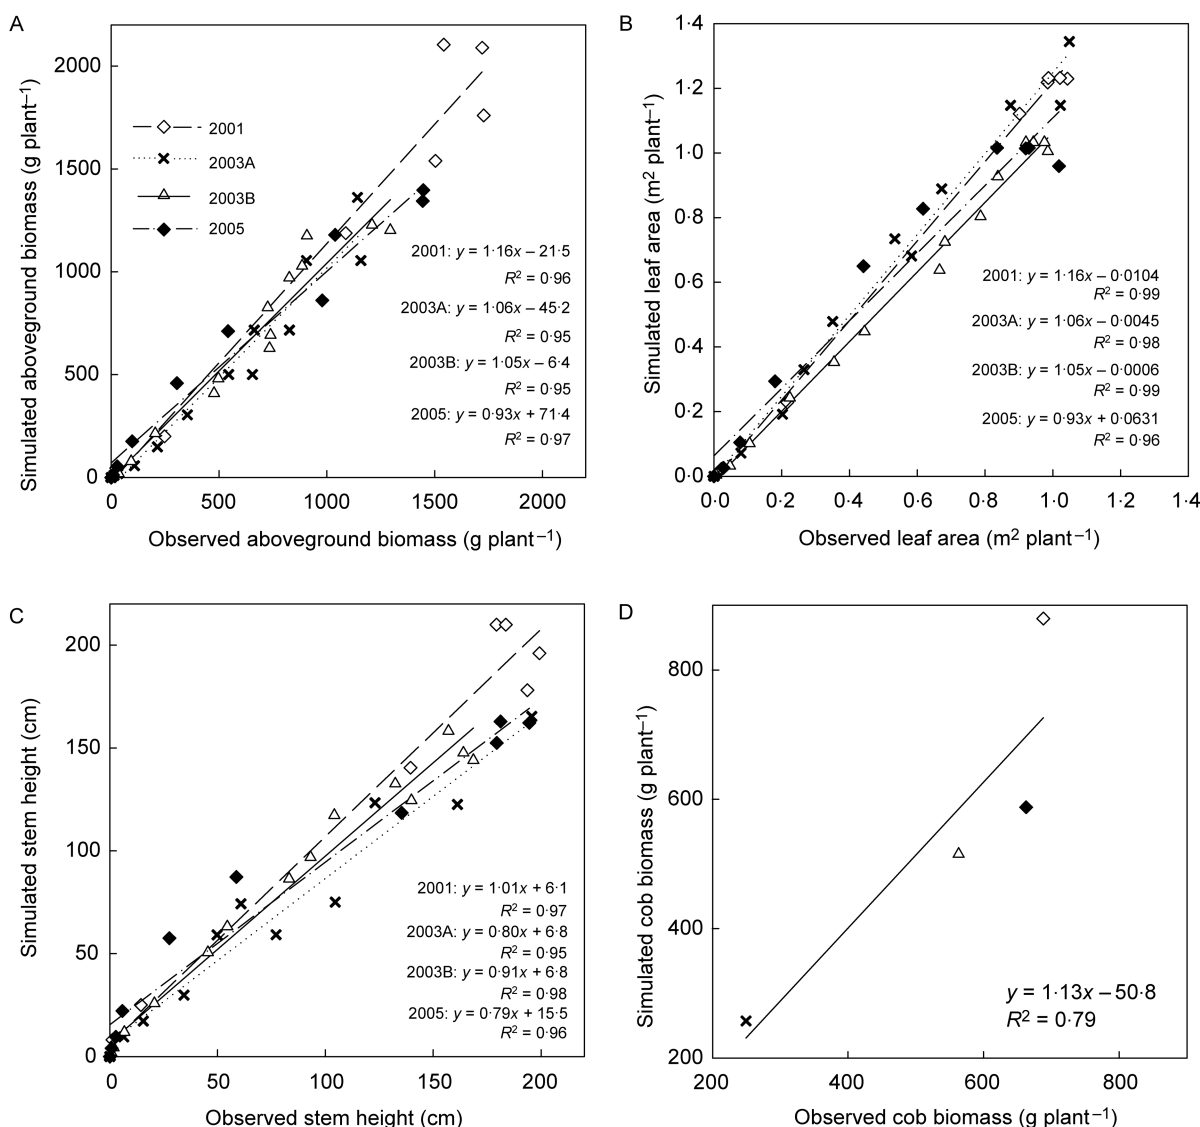 A
Simulated aboveground biomass (g plant⁻¹)
2000
1500
1000
500
0
2001
2003A
2003B
2005
2001: y = 1·16x – 21·5
R² = 0·96
2003A: y = 1·06x – 45·2
R² = 0·95
2003B: y = 1·05x – 6·4
R² = 0·95
2005: y = 0·93x + 71·4
R² = 0·97
0 500 1000 1500 2000
Observed aboveground biomass (g plant⁻¹)
B
Simulated leaf area (m² plant⁻¹)
1·4
1·2
1·0
0·8
0·6
0·4
0·2
0·0
2001: y = 1·16x – 0·0104
R² = 0·99
2003A: y = 1·06x – 0·0045
R² = 0·98
2003B: y = 1·05x – 0·0006
R² = 0·99
2005: y = 0·93x + 0·0631
R² = 0·96
0·0 0·2 0·4 0·6 0·8 1·0 1·2 1·4
Observed leaf area (m² plant⁻¹)
C
Simulated stem height (cm)
200
150
100
50
0
2001: y = 1·01x + 6·1
R² = 0·97
2003A: y = 0·80x + 6·8
R² = 0·95
2003B: y = 0·91x + 6·8
R² = 0·98
2005: y = 0·79x + 15·5
R² = 0·96
0 50 100 150 200
Observed stem height (cm)
D
Simulated cob biomass (g plant⁻¹)
800
600
400
200
y = 1·13x – 50·8
R² = 0·79
200 400 600 800
Observed cob biomass (g plant⁻¹)